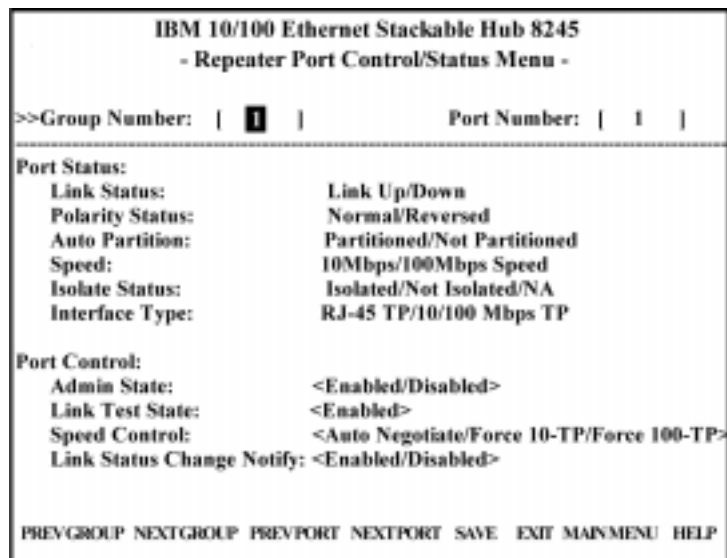 IBM 10/100 Ethernet Stackable Hub 8245
- Repeater Port Control/Status Menu -
>>Group Number: [ 1 ] Port Number: [ 1 ]
Port Status:
Link Status: Link Up/Down
Polarity Status: Normal/Reversed
Auto Partition: Partitioned/Not Partitioned
Speed: 10Mbps/100Mbps Speed
Isolate Status: Isolated/Not Isolated/NA
Interface Type: RJ-45 TP/10/100 Mbps TP
Port Control:
Admin State: <Enabled/Disabled>
Link Test State: <Enabled>
Speed Control: <Auto Negotiate/Force 10-TP/Force 100-TP>
Link Status Change Notify: <Enabled/Disabled>
PREVGROUP NEXTGROUP PREVPORT NEXTPORT SAVE EXIT MAINMENU HELP